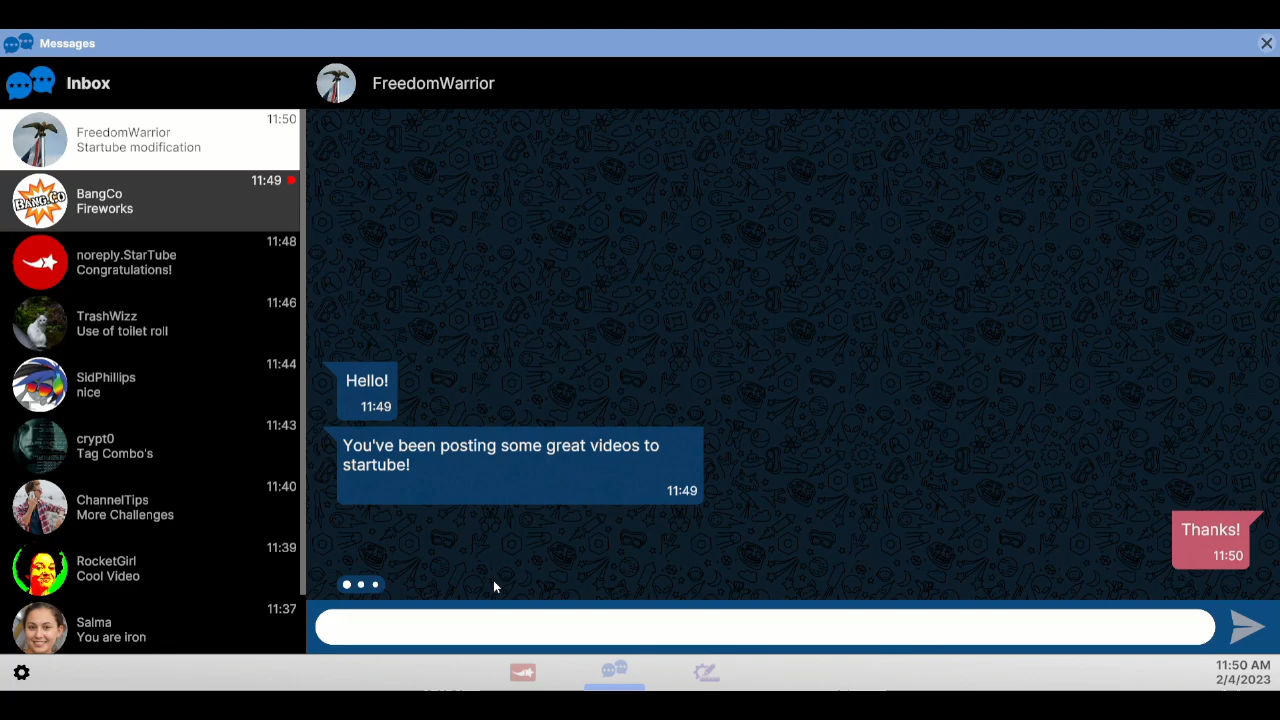 Messages
Inbox
FreedomWarrior
11:50
FreedomWarrior
Startube modification
11:49
BangCo
Fireworks
BANG.CO
11:48
noreply.StarTube
Congratulations!
11:46
TrashWizz
Use of toilet roll
11:44
SidPhillips
nice
11:43
crypt0
Tag Combo's
11:40
ChannelTips
More Challenges
11:39
RocketGirl
Cool Video
11:37
Salma
You are iron
Hello!
11:49
You've been posting some great videos to
startube!
11:49
Thanks!
11:50
11:50 AM
2/4/2023